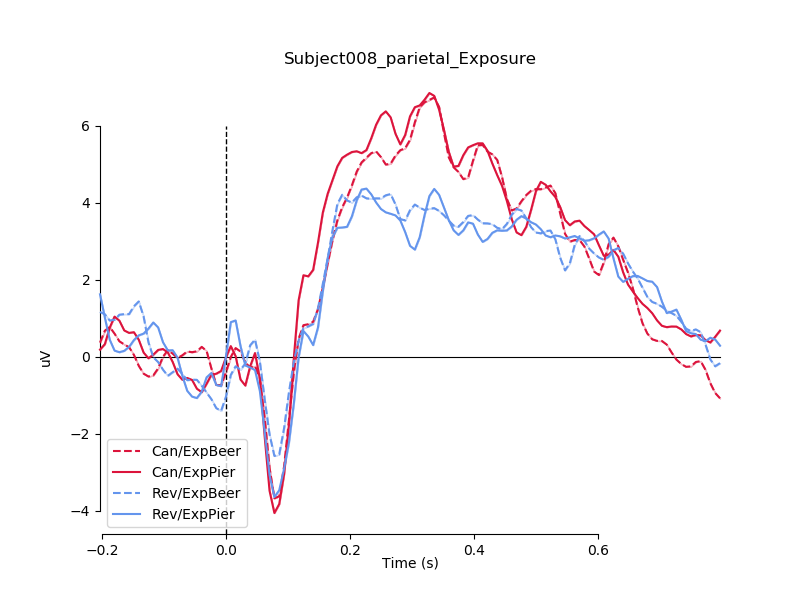 Subject008_parietal_Exposure
uV
6
4
2
0
−2
−4
Can/ExpBeer
Can/ExpPier
Rev/ExpBeer
Rev/ExpPier
−0.2 0.0 0.2 0.4 0.6
Time (s)